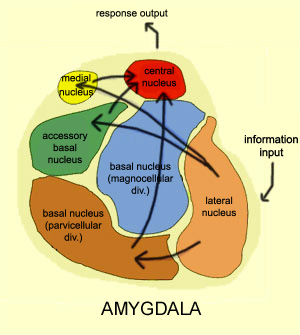 response output
medial
nucleus
central
nucleus
accessory
basal
nucleus
basal nucleus
(magnocellular
div.)
information
input
lateral
nucleus
basal nucleus
(parvicellular
div.)
AMYGDALA